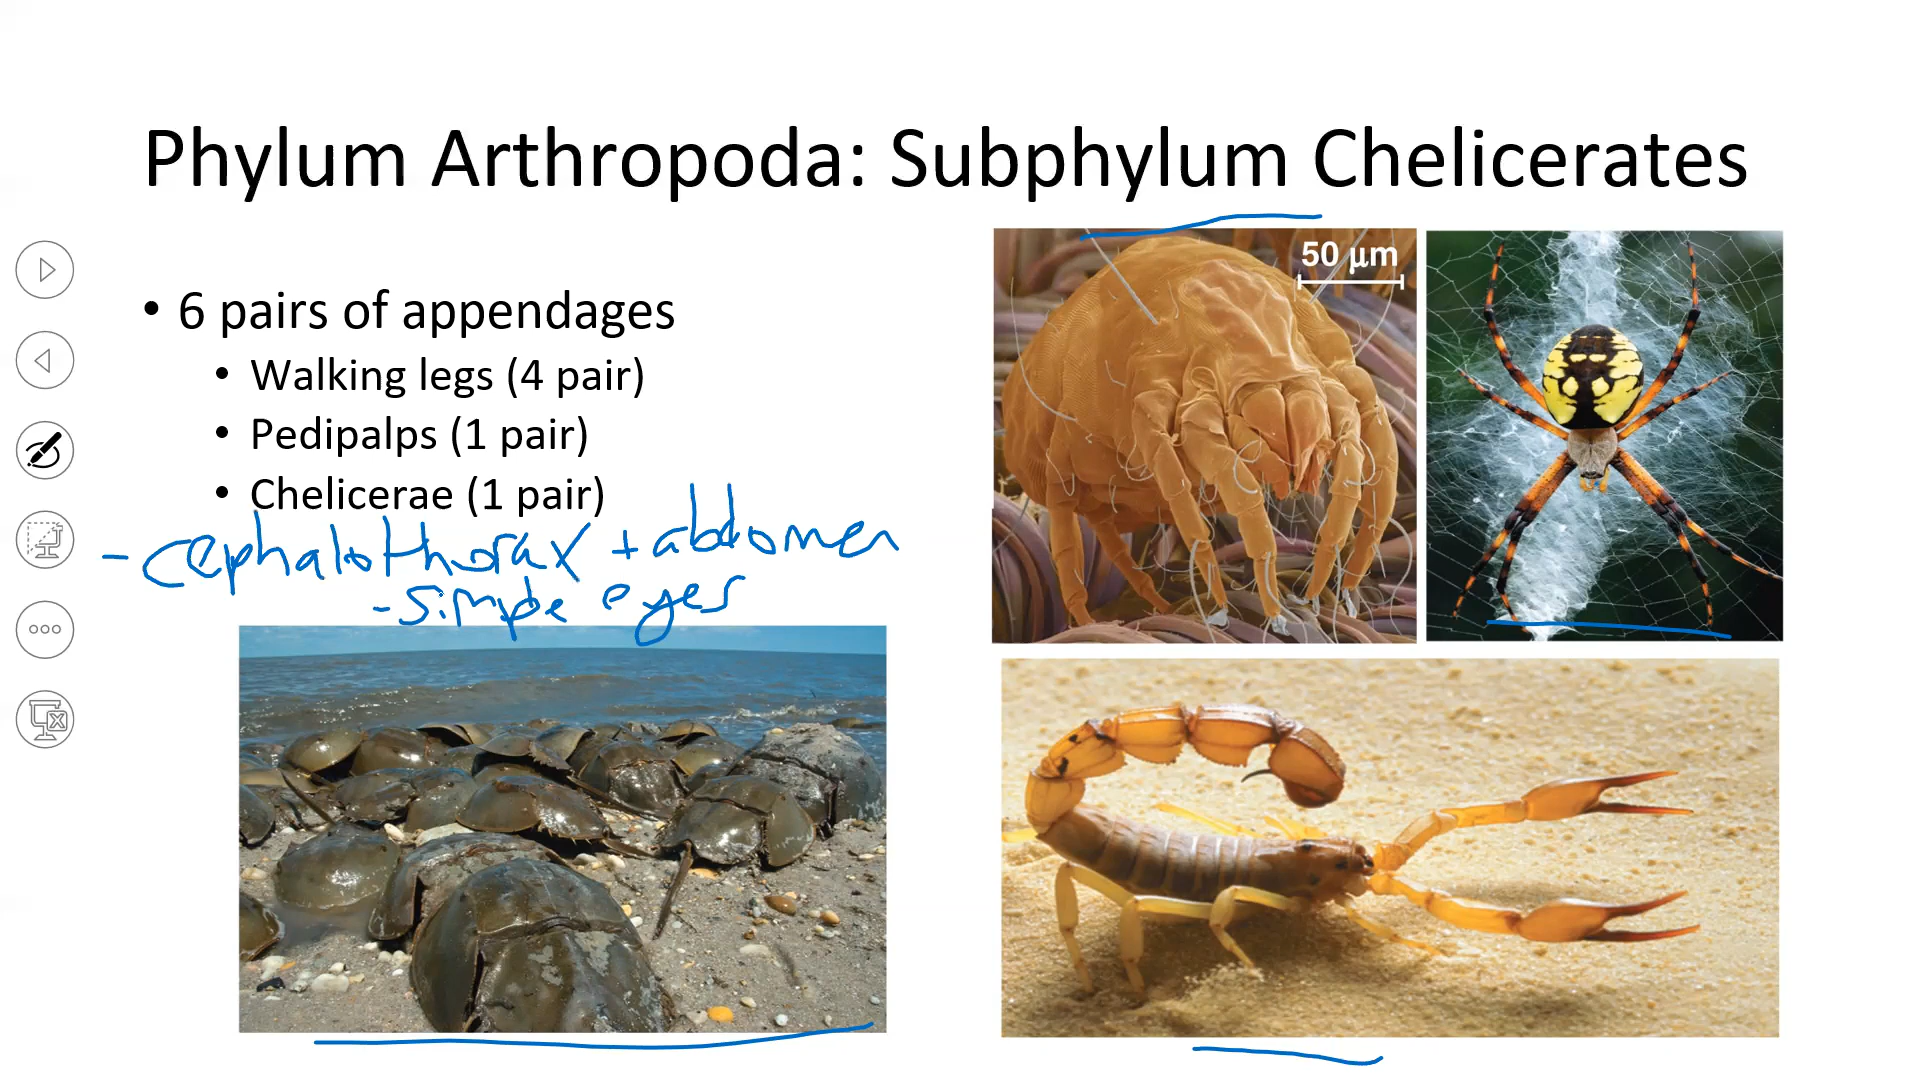 Phylum Arthropoda: Subphylum Chelicerates
• 6 pairs of appendages
• Walking legs (4 pair)
• Pedipalps (1 pair)
• Chelicerae (1 pair)
- cephalothorax + abdomen
- simple eyes
50 µm